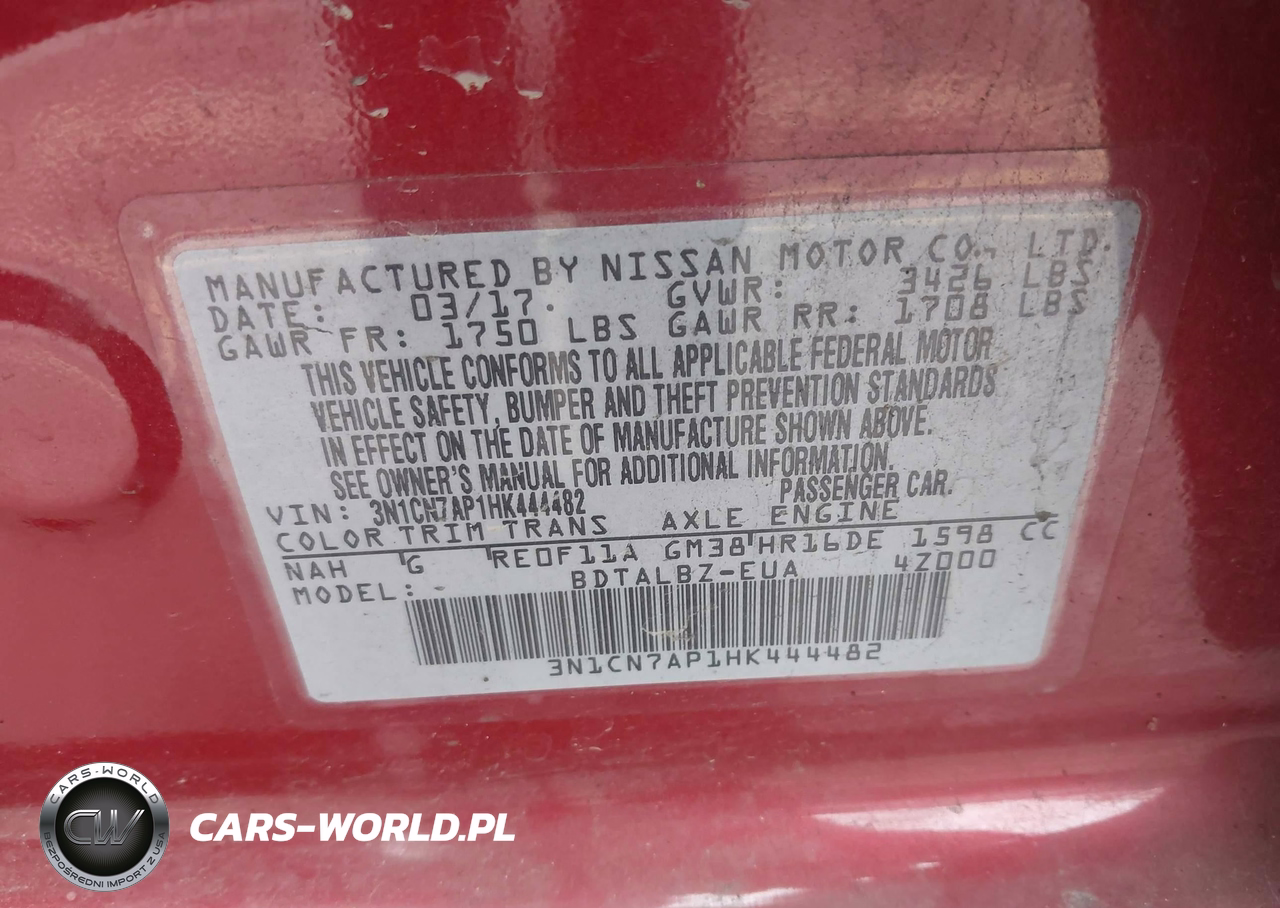 MANUFACTURED BY NISSAN MOTOR CO., LTD.
DATE: 03/17. GVWR: 3426 LBS
GAWR FR: 1750 LBS GAWR RR: 1708 LBS
THIS VEHICLE CONFORMS TO ALL APPLICABLE FEDERAL MOTOR
VEHICLE SAFETY, BUMPER AND THEFT PREVENTION STANDARDS
IN EFFECT ON THE DATE OF MANUFACTURE SHOWN ABOVE.
SEE OWNER'S MANUAL FOR ADDITIONAL INFORMATION.
VIN: 3N1CN7AP1HK444482 PASSENGER CAR.
COLOR TRIM TRANS AXLE ENGINE
NAH G RE0F11A GM38 HR16DE 1598 CC
MODEL: BDTALBZ-EUA 4Z000
3N1CN7AP1HK444482
CARS-WORLD
CW
BEZPOŚREDNI IMPORT Z USA
CARS-WORLD.PL